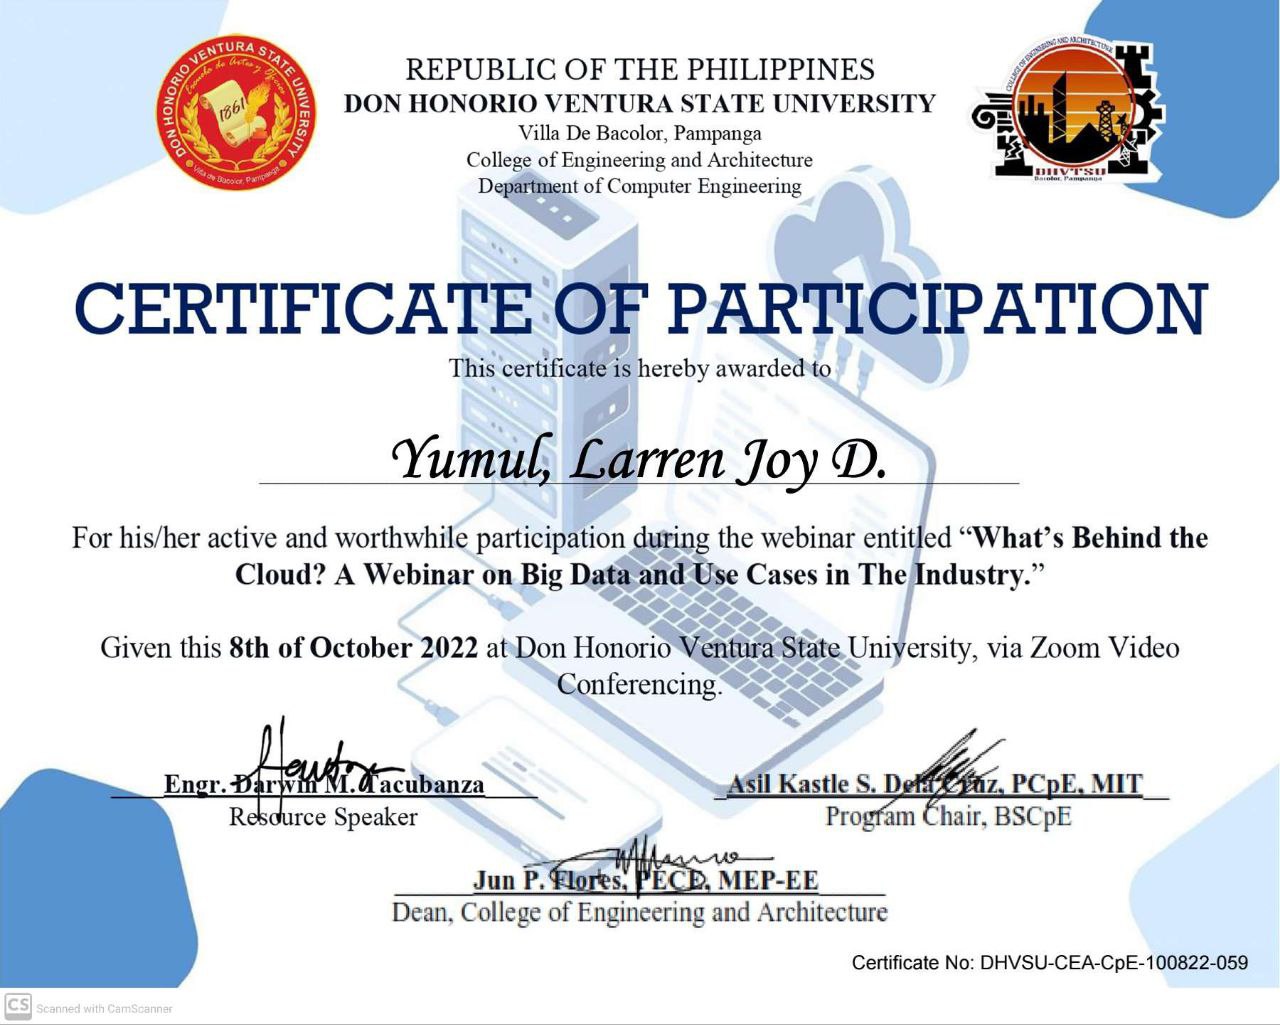 DON HONORIO VENTURA STATE UNIVERSITY
Escuela de Artes y Oficios
1861
Villa de Bacolor, Pampanga
REPUBLIC OF THE PHILIPPINES
DON HONORIO VENTURA STATE UNIVERSITY
Villa De Bacolor, Pampanga
College of Engineering and Architecture
Department of Computer Engineering
COLLEGE OF ENGINEERING AND ARCHITECTURE
DHVTSU
Bacolor, Pampanga
CERTIFICATE OF PARTICIPATION
This certificate is hereby awarded to
Yumul, Larren Joy D.
For his/her active and worthwhile participation during the webinar entitled “What’s Behind the
Cloud? A Webinar on Big Data and Use Cases in The Industry.”
Given this 8th of October 2022 at Don Honorio Ventura State University, via Zoom Video
Conferencing.
Engr. Darwin M. Tacubanza
Resource Speaker
Asil Kastle S. Dela Cruz, PCpE, MIT
Program Chair, BSCpE
Jun P. Flores, PECE, MEP-EE
Dean, College of Engineering and Architecture
Certificate No: DHVSU-CEA-CpE-100822-059
CS Scanned with CamScanner